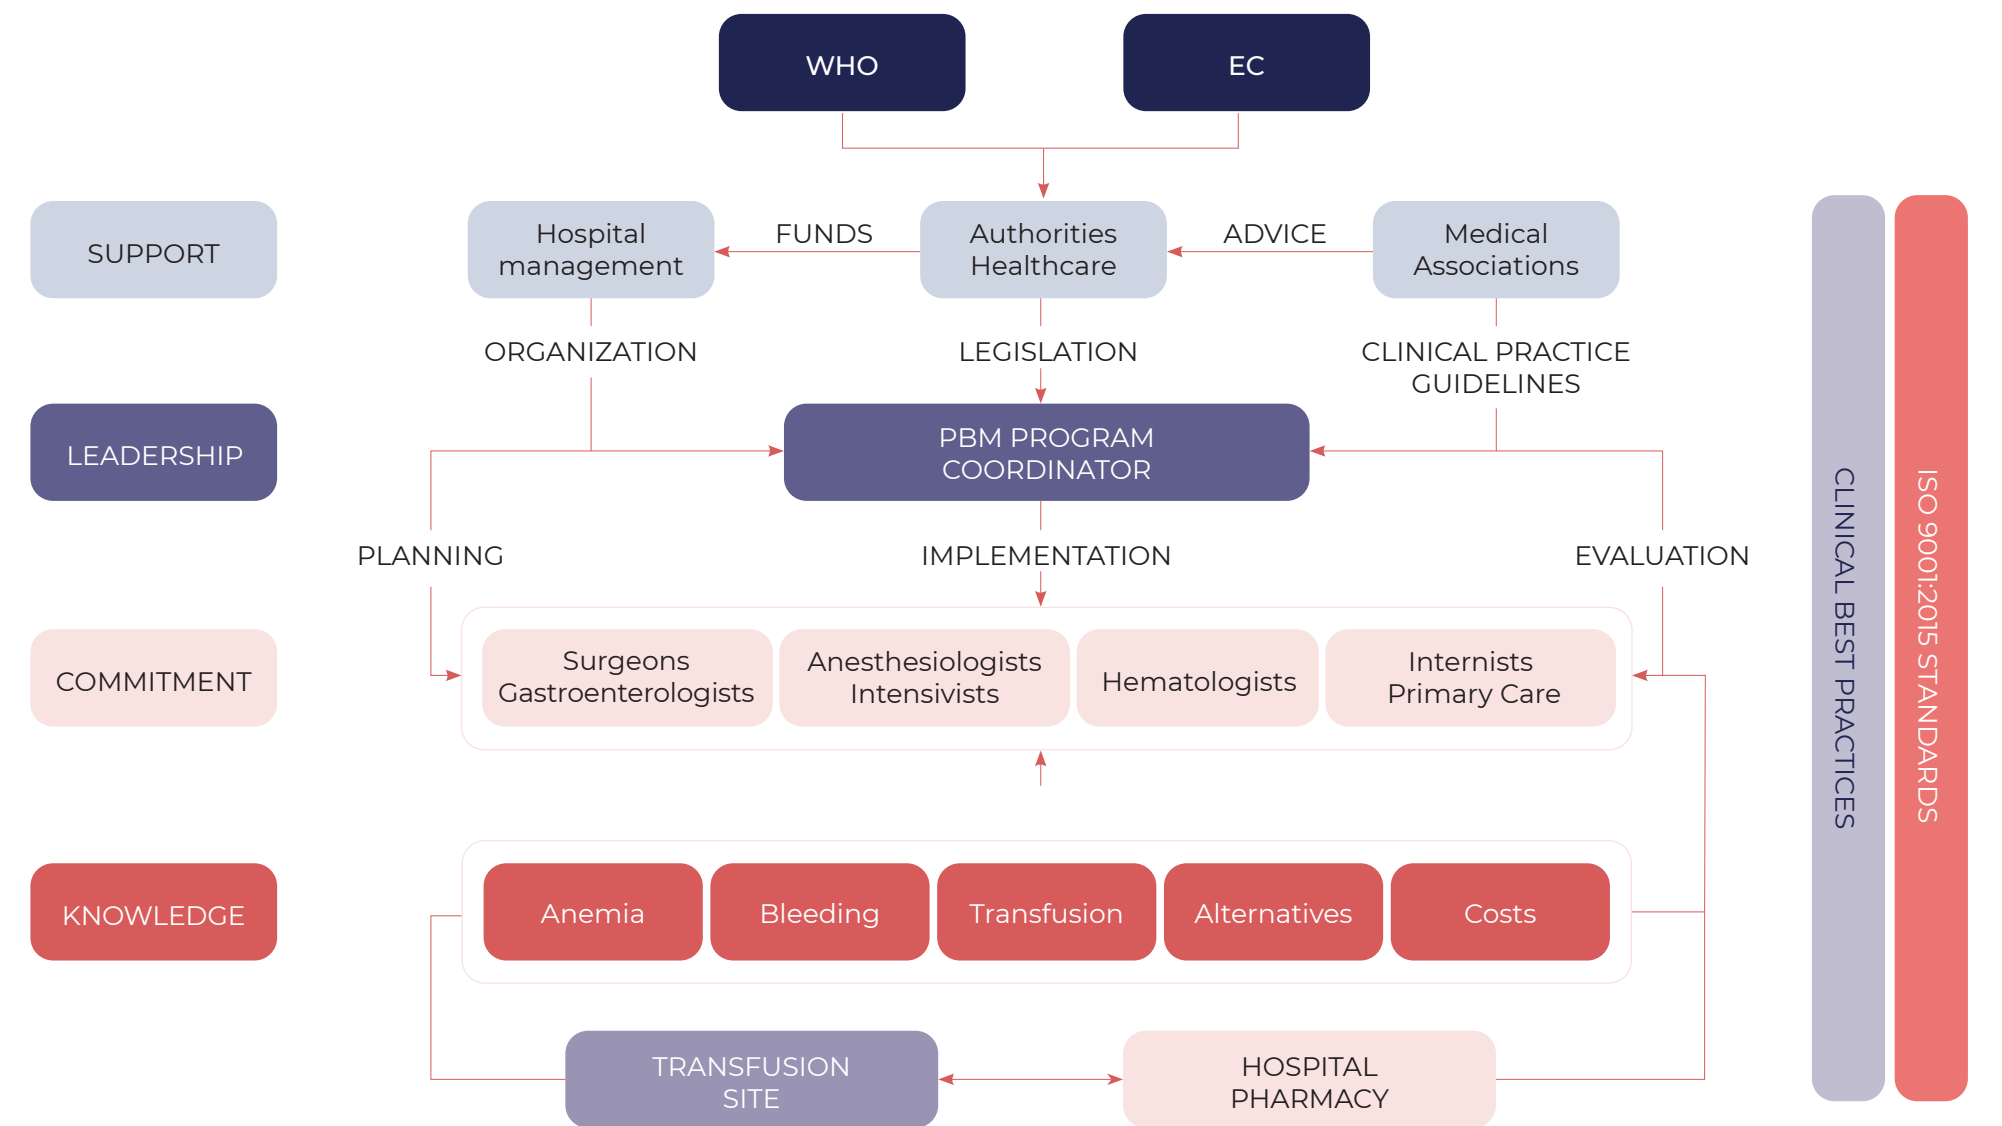 WHO
EC
SUPPORT
Hospital
management
FUNDS
Authorities
Healthcare
ADVICE
Medical
Associations
ORGANIZATION
LEGISLATION
CLINICAL PRACTICE
GUIDELINES
LEADERSHIP
PBM PROGRAM
COORDINATOR
PLANNING
IMPLEMENTATION
EVALUATION
COMMITMENT
Surgeons
Gastroenterologists
Anesthesiologists
Intensivists
Hematologists
Internists
Primary Care
KNOWLEDGE
Anemia
Bleeding
Transfusion
Alternatives
Costs
TRANSFUSION
SITE
HOSPITAL
PHARMACY
CLINICAL BEST PRACTICES
ISO 9001:2015 STANDARDS